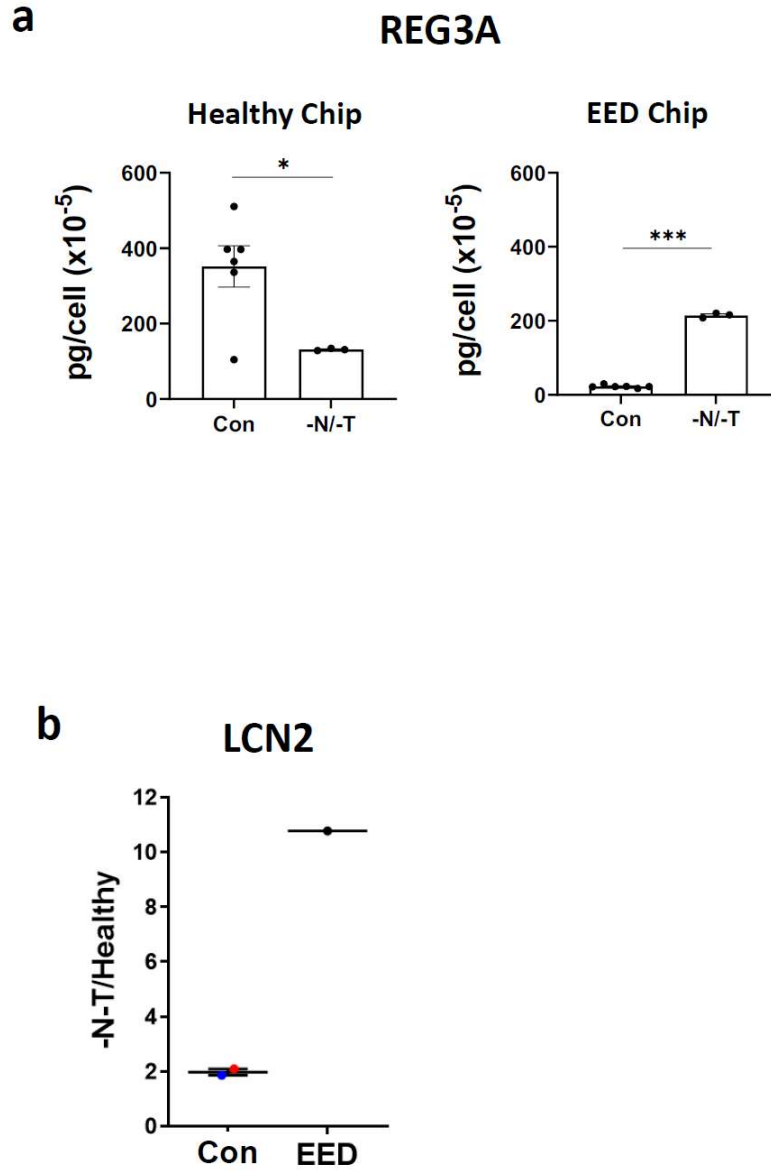 a
REG3A
Healthy Chip
EED Chip
pg/cell (x10⁻⁵)
600
400
200
0
*
Con
-N/-T
pg/cell (x10⁻⁵)
600
400
200
0
***
Con
-N/-T
b
LCN2
-N-T/Healthy
12
10
8
6
4
2
0
Con
EED